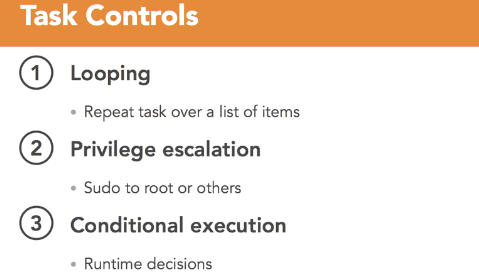 Task Controls
1 Looping
• Repeat task over a list of items
2 Privilege escalation
• Sudo to root or others
3 Conditional execution
• Runtime decisions